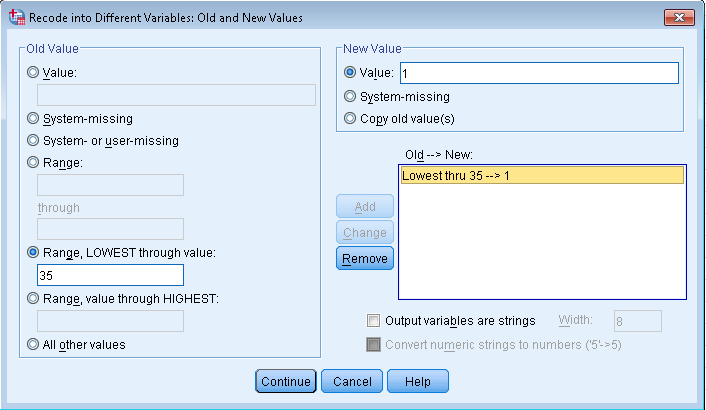 Recode into Different Variables: Old and New Values
Old Value
Value:
System-missing
System- or user-missing
Range:
through
Range, LOWEST through value:
35
Range, value through HIGHEST:
All other values
New Value
Value: 1
System-missing
Copy old value(s)
Old --> New:
Lowest thru 35 --> 1
Add
Change
Remove
Output variables are strings Width: 8
Convert numeric strings to numbers ('5'->5)
Continue Cancel Help